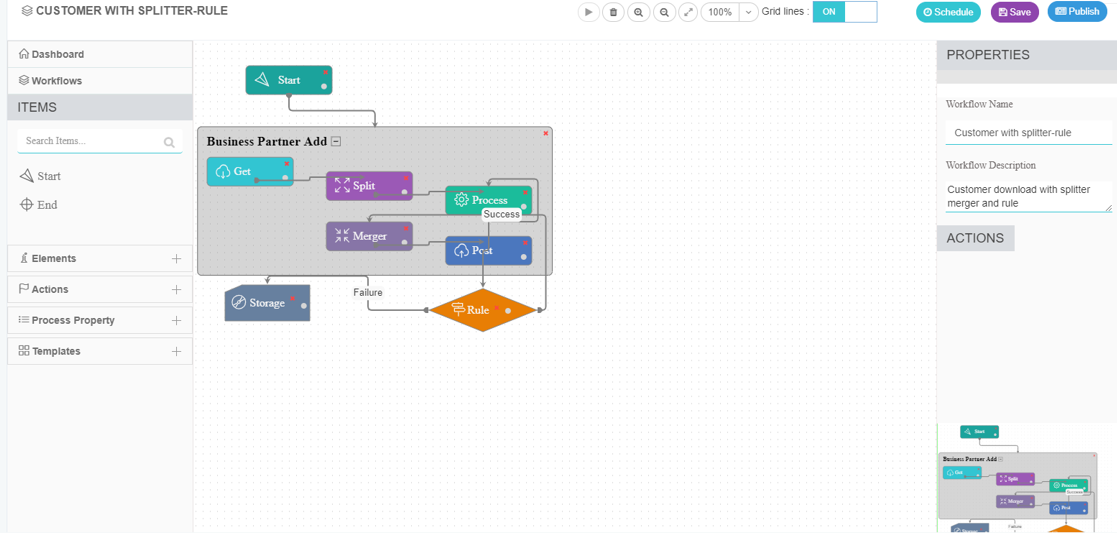 CUSTOMER WITH SPLITTER-RULE
100%
Grid lines :
ON
Schedule
Save
Publish
Dashboard
Workflows
ITEMS
Search Items...
Start
End
Elements
Actions
Process Property
Templates
Start
Business Partner Add
Get
Split
Process
Success
Merger
Post
Failure
Storage
Rule
PROPERTIES
Workflow Name
Customer with splitter-rule
Workflow Description
Customer download with splitter
merger and rule
ACTIONS
Start
Business Partner Add
Get
Split
Process
Success
Merger
Post
Failure
Storage